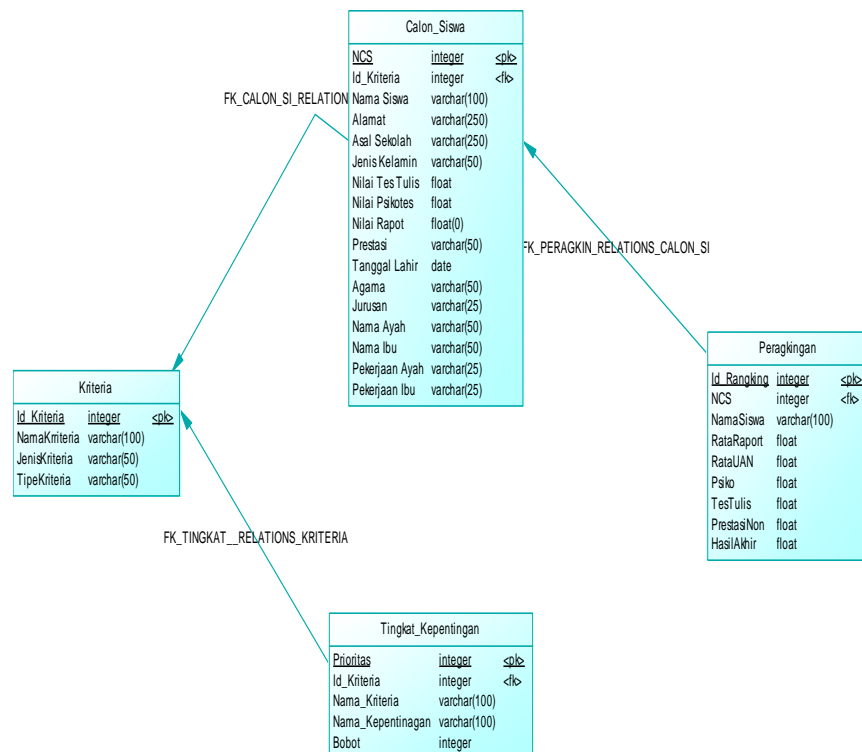 Calon_Siswa
NCS integer <pk>
Id_Kriteria integer <fk>
Nama Siswa varchar(100)
Alamat varchar(250)
Asal Sekolah varchar(250)
Jenis Kelamin varchar(50)
Nilai Tes Tulis float
Nilai Psikotes float
Nilai Rapot float(0)
Prestasi varchar(50)
Tanggal Lahir date
Agama varchar(50)
Jurusan varchar(25)
Nama Ayah varchar(50)
Nama Ibu varchar(50)
Pekerjaan Ayah varchar(25)
Pekerjaan Ibu varchar(25)
FK_CALON_SI_RELATION
FK_PERAGKIN_RELATIONS_CALON_SI
Peragkingan
Id_Rangking integer <pk>
NCS integer <fk>
NamaSiswa varchar(100)
RataRaport float
RataUAN float
Psiko float
TesTulis float
PrestasiNon float
HasilAkhir float
Kriteria
Id_Kriteria integer <pk>
NamaKriteria varchar(100)
JenisKriteria varchar(50)
TipeKriteria varchar(50)
FK_TINGKAT__RELATIONS_KRITERIA
Tingkat_Kepentingan
Prioritas integer <pk>
Id_Kriteria integer <fk>
Nama_Kriteria varchar(100)
Nama_Kepentinagan varchar(100)
Bobot integer